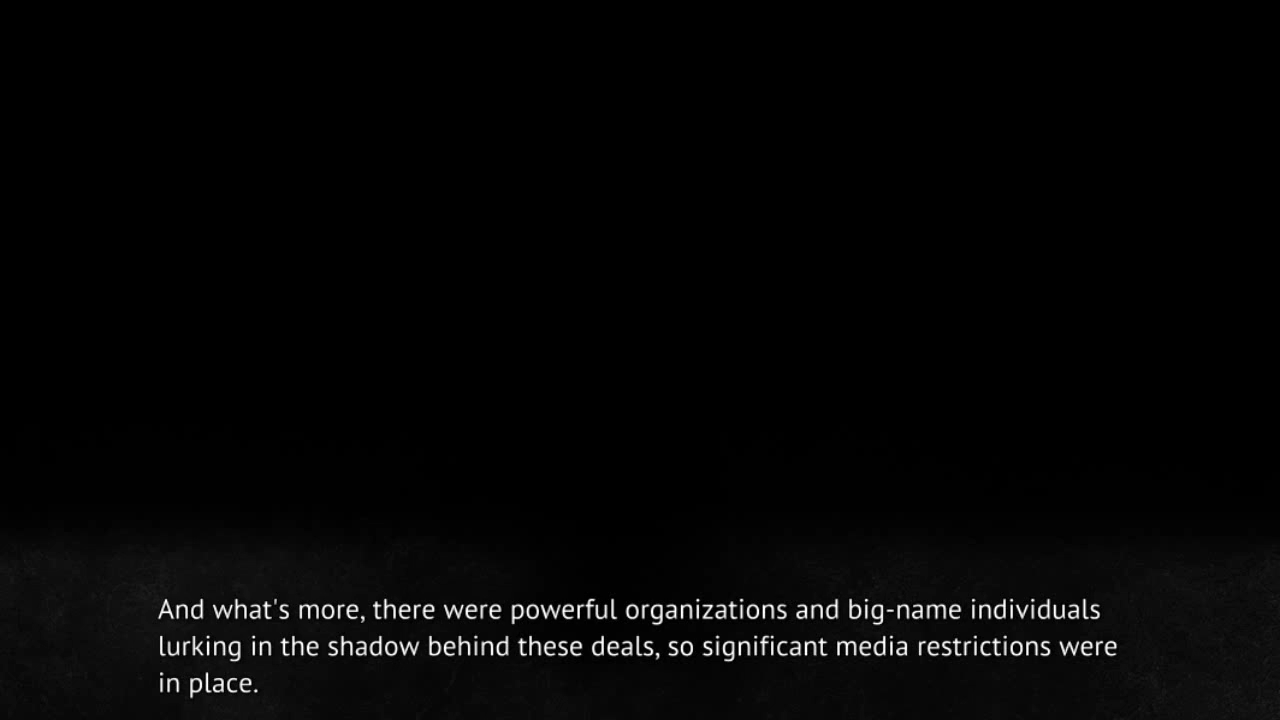 And what's more, there were powerful organizations and big-name individuals
lurking in the shadow behind these deals, so significant media restrictions were
in place.